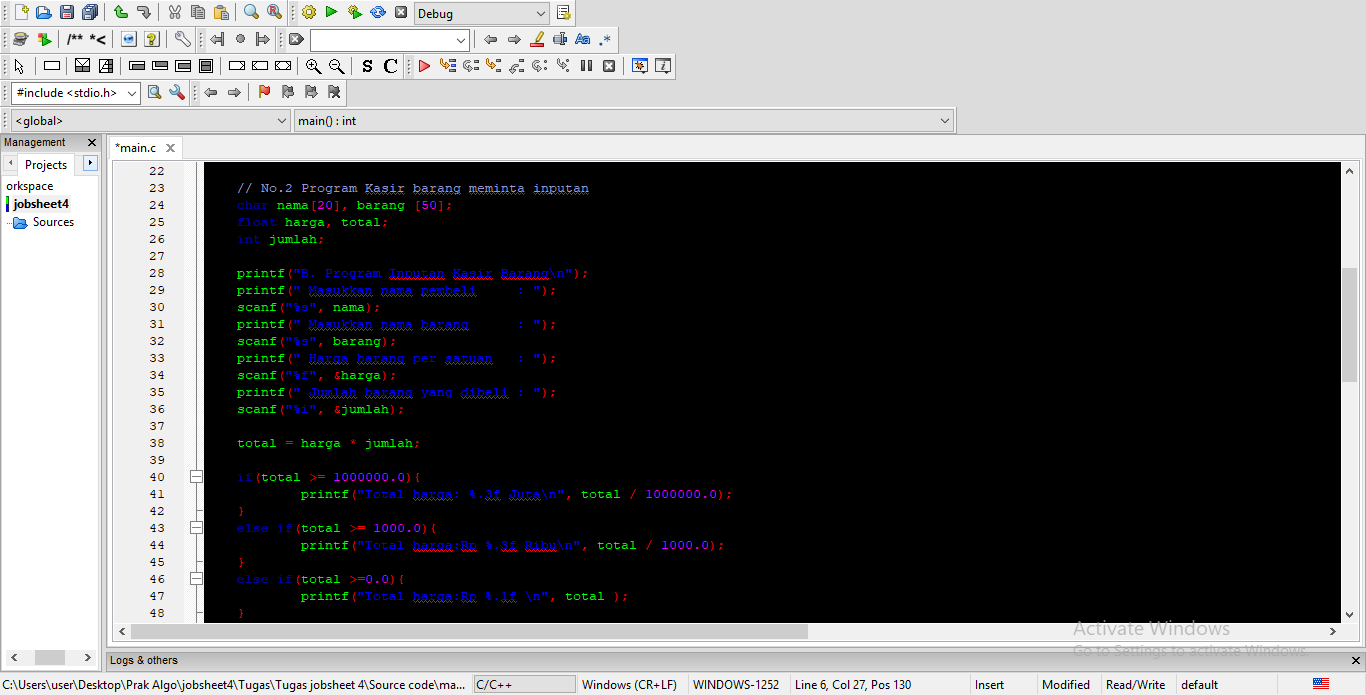 Debug
/** *<
Aa .*
S C
#include <stdio.h>
<global>
main() : int
Management
*main.c
Projects
orkspace
jobsheet4
Sources
22
23 // No.2 Program Kasir barang meminta inputan
24 char nama[20], barang [50];
25 float harga, total;
26 int jumlah;
27
28 printf("B. Program Inputan Kasir Barang\n");
29 printf(" Masukkan nama pembeli : ");
30 scanf("%s", nama);
31 printf(" Masukkan nama barang : ");
32 scanf("%s", barang);
33 printf(" Harga barang per satuan : ");
34 scanf("%f", &harga);
35 printf(" Jumlah barang yang dibeli : ");
36 scanf("%i", &jumlah);
37
38 total = harga * jumlah;
39
40 if(total >= 1000000.0){
41 printf("Total harga: %.3f Juta\n", total / 1000000.0);
42 }
43 else if(total >= 1000.0){
44 printf("Total harga:Rp %.3f Ribu\n", total / 1000.0);
45 }
46 else if(total >=0.0){
47 printf("Total harga:Rp %.1f \n", total );
48 }
Activate Windows
Go to Settings to activate Windows.
Logs & others
C:\Users\user\Desktop\Prak Algo\jobsheet4\Tugas\Tugas jobsheet 4\Source code\ma...
C/C++
Windows (CR+LF)
WINDOWS-1252
Line 6, Col 27, Pos 130
Insert
Modified
Read/Write
default